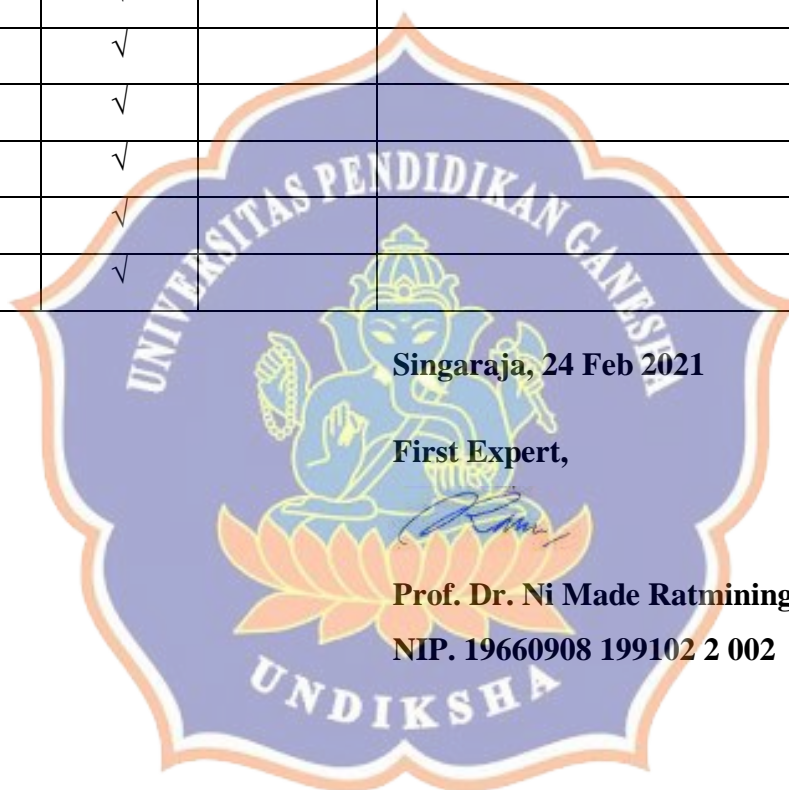 √
√
√
√
√
UNIVERSITAS PENDIDIKAN GANESHA
Singaraja, 24 Feb 2021
First Expert,
Prof. Dr. Ni Made Ratmining
NIP. 19660908 199102 2 002
UNDIKSHA